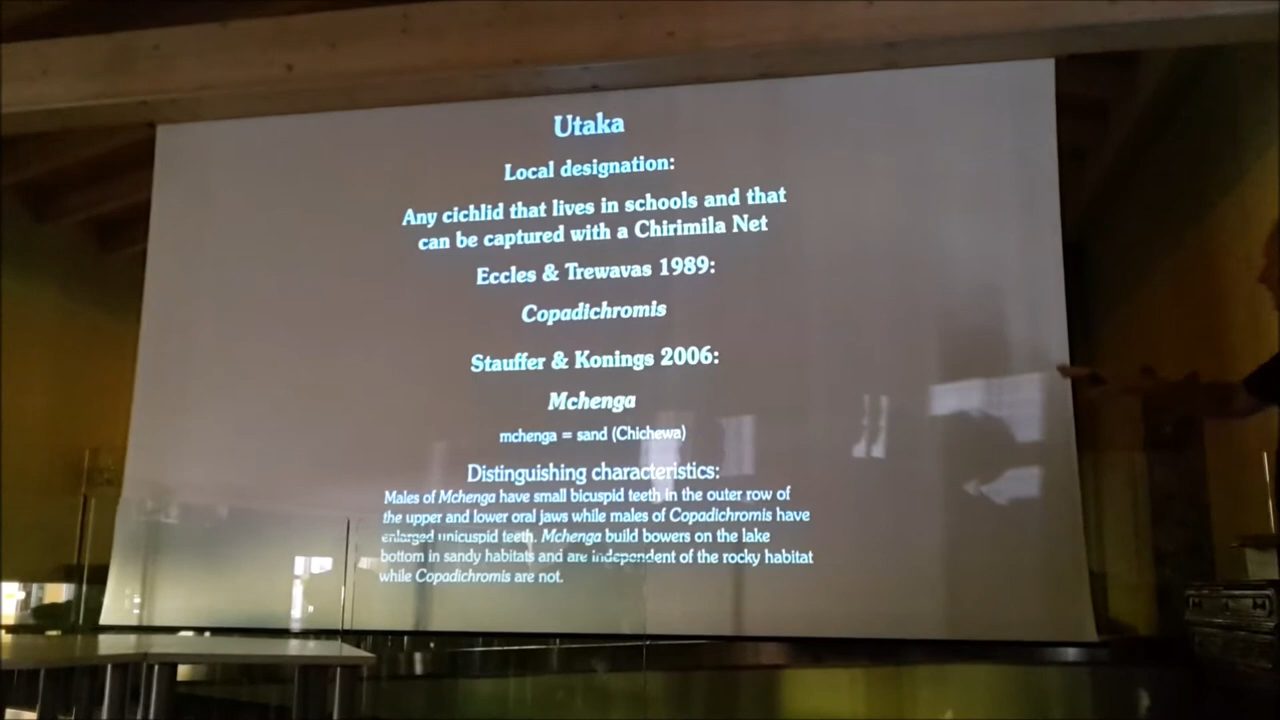 Utaka
Local designation:
Any cichlid that lives in schools and that
can be captured with a Chirimila Net
Eccles & Trewavas 1989:
Copadichromis
Stauffer & Konings 2006:
Mchenga
mchenga = sand (Chichewa)
Distinguishing characteristics:
Males of Mchenga have small bicuspid teeth in the outer row of
the upper and lower oral jaws while males of Copadichromis have
enlarged unicuspid teeth. Mchenga build bowers on the lake
bottom in sandy habitats and are independent of the rocky habitat
while Copadichromis are not.